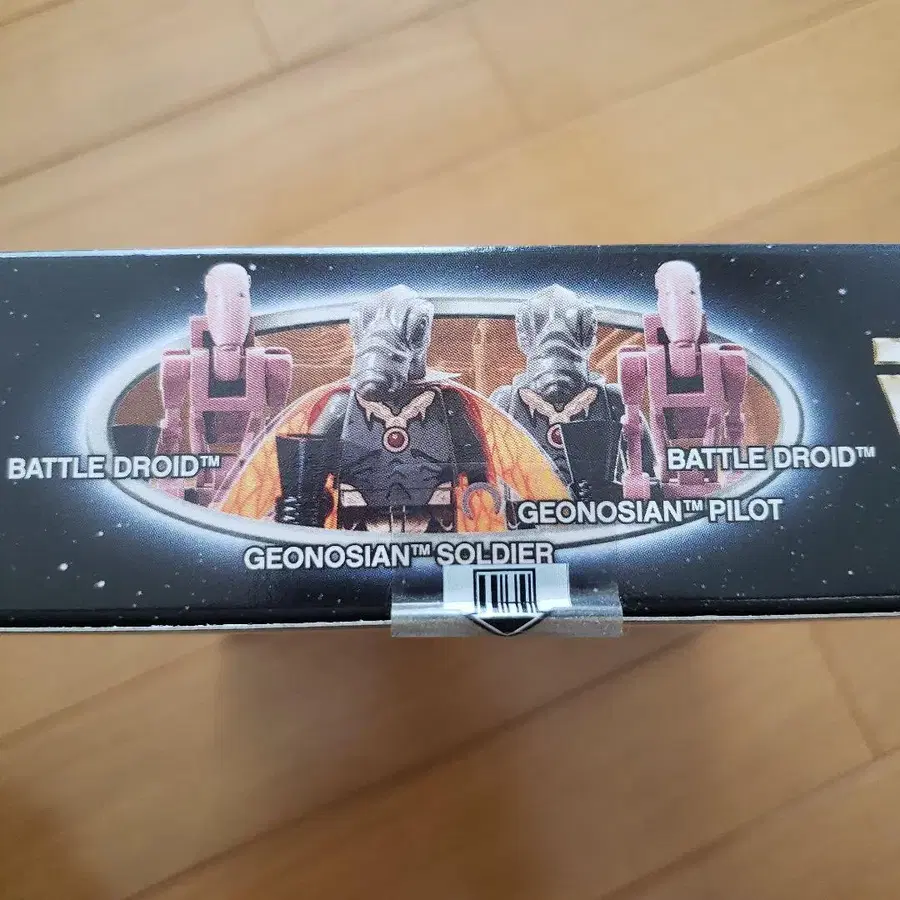 BATTLE DROID™
BATTLE DROID™
GEONOSIAN™ PILOT
GEONOSIAN™ SOLDIER